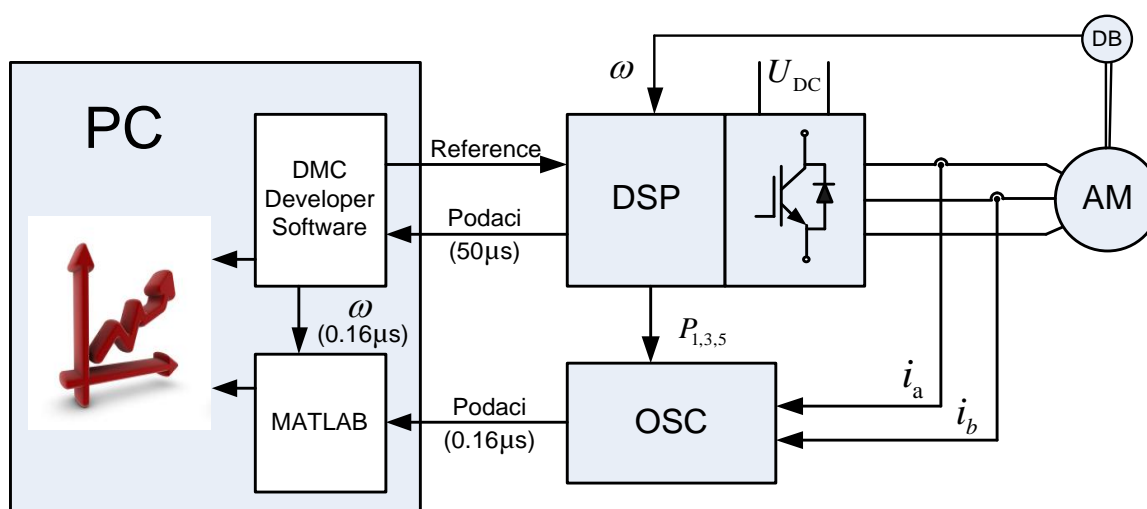 DB
ω
U_DC
PC
DMC
Developer
Software
Reference
Podaci
(50µs)
DSP
AM
ω
(0.16µs)
P_1,3,5
MATLAB
Podaci
(0.16µs)
OSC
i_a
i_b